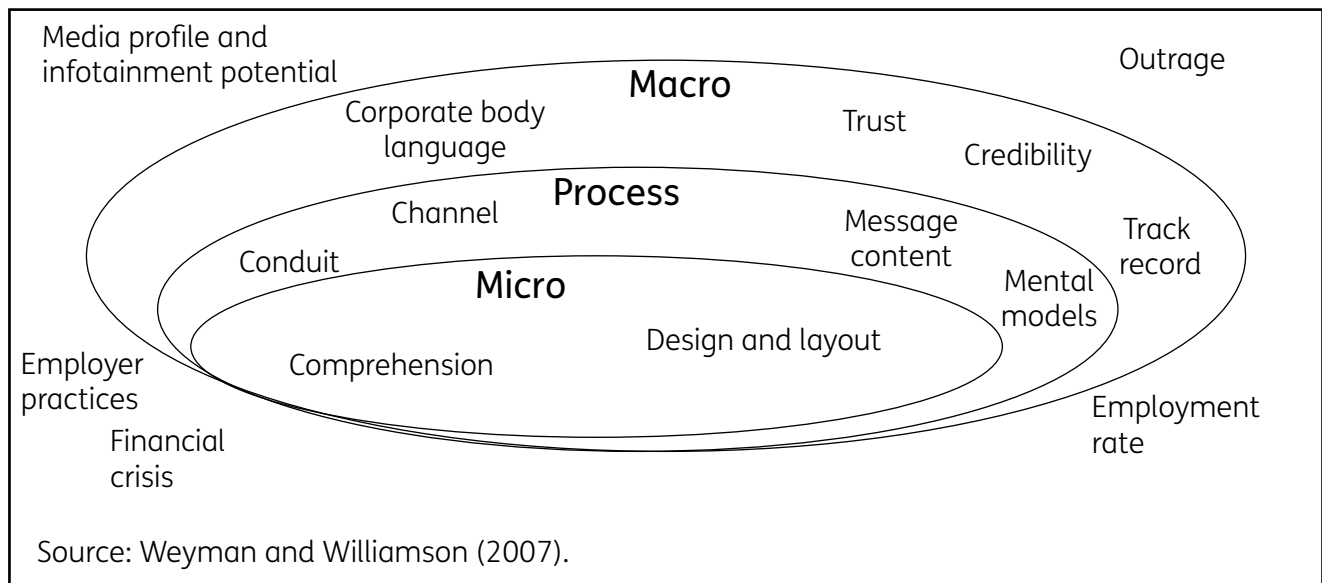 Media profile and
infotainment potential
Outrage
Macro
Corporate body
language
Trust
Credibility
Process
Channel
Message
content
Track
record
Conduit
Mental
models
Micro
Design and layout
Comprehension
Employer
practices
Employment
rate
Financial
crisis
Source: Weyman and Williamson (2007).